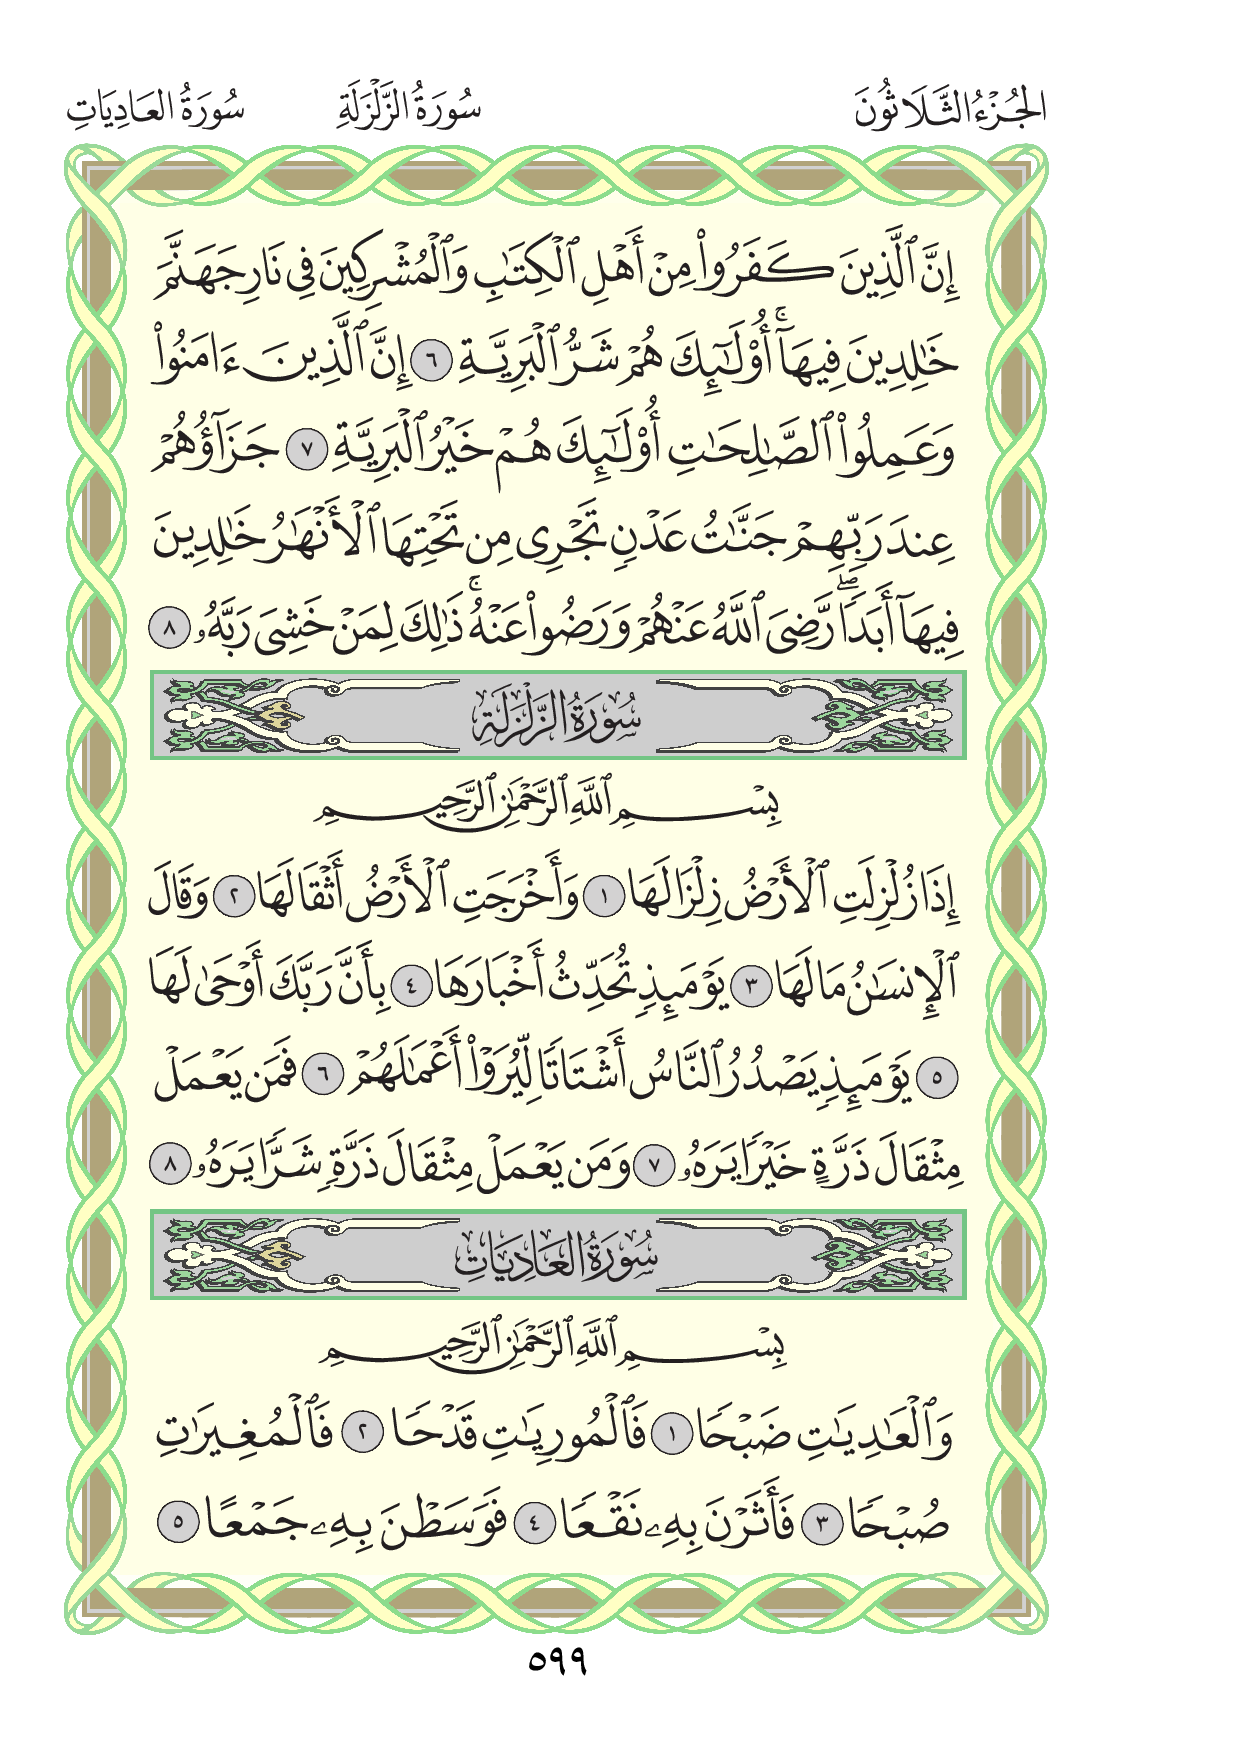 الجُزْءُ الثَّلَاثُونَ سُورَةُ الزَّلْزَلَةِ سُورَةُ العَادِيَاتِ
إِنَّ ٱلَّذِينَ كَفَرُوا۟ مِنْ أَهْلِ ٱلْكِتَٰبِ وَٱلْمُشْرِكِينَ فِى نَارِ جَهَنَّمَ
خَٰلِدِينَ فِيهَآ ۚ أُو۟لَٰٓئِكَ هُمْ شَرُّ ٱلْبَرِيَّةِ ٦ إِنَّ ٱلَّذِينَ ءَامَنُوا۟
وَعَمِلُوا۟ ٱلصَّٰلِحَٰتِ أُو۟لَٰٓئِكَ هُمْ خَيْرُ ٱلْبَرِيَّةِ ٧ جَزَآؤُهُمْ
عِندَ رَبِّهِمْ جَنَّٰتُ عَدْنٍ تَجْرِى مِن تَحْتِهَا ٱلْأَنْهَٰرُ خَٰلِدِينَ
فِيهَآ أَبَدًا ۖ رَّضِىَ ٱللَّهُ عَنْهُمْ وَرَضُوا۟ عَنْهُ ۚ ذَٰلِكَ لِمَنْ خَشِىَ رَبَّهُۥ ٨
سُورَةُ الزَّلْزَلَةِ
بِسْمِ ٱللَّهِ ٱلرَّحْمَٰنِ ٱلرَّحِيمِ
إِذَا زُلْزِلَتِ ٱلْأَرْضُ زِلْزَالَهَا ١ وَأَخْرَجَتِ ٱلْأَرْضُ أَثْقَالَهَا ٢ وَقَالَ
ٱلْإِنسَٰنُ مَا لَهَا ٣ يَوْمَئِذٍ تُحَدِّثُ أَخْبَارَهَا ٤ بِأَنَّ رَبَّكَ أَوْحَىٰ لَهَا
٥ يَوْمَئِذٍ يَصْدُرُ ٱلنَّاسُ أَشْتَاتًا لِّيُرَوْا۟ أَعْمَٰلَهُمْ ٦ فَمَن يَعْمَلْ
مِثْقَالَ ذَرَّةٍ خَيْرًا يَرَهُۥ ٧ وَمَن يَعْمَلْ مِثْقَالَ ذَرَّةٍ شَرًّا يَرَهُۥ ٨
سُورَةُ العَادِيَاتِ
بِسْمِ ٱللَّهِ ٱلرَّحْمَٰنِ ٱلرَّحِيمِ
وَٱلْعَٰدِيَٰتِ ضَبْحًا ١ فَٱلْمُورِيَٰتِ قَدْحًا ٢ فَٱلْمُغِيرَٰتِ
صُبْحًا ٣ فَأَثَرْنَ بِهِۦ نَقْعًا ٤ فَوَسَطْنَ بِهِۦ جَمْعًا ٥
٥٩٩